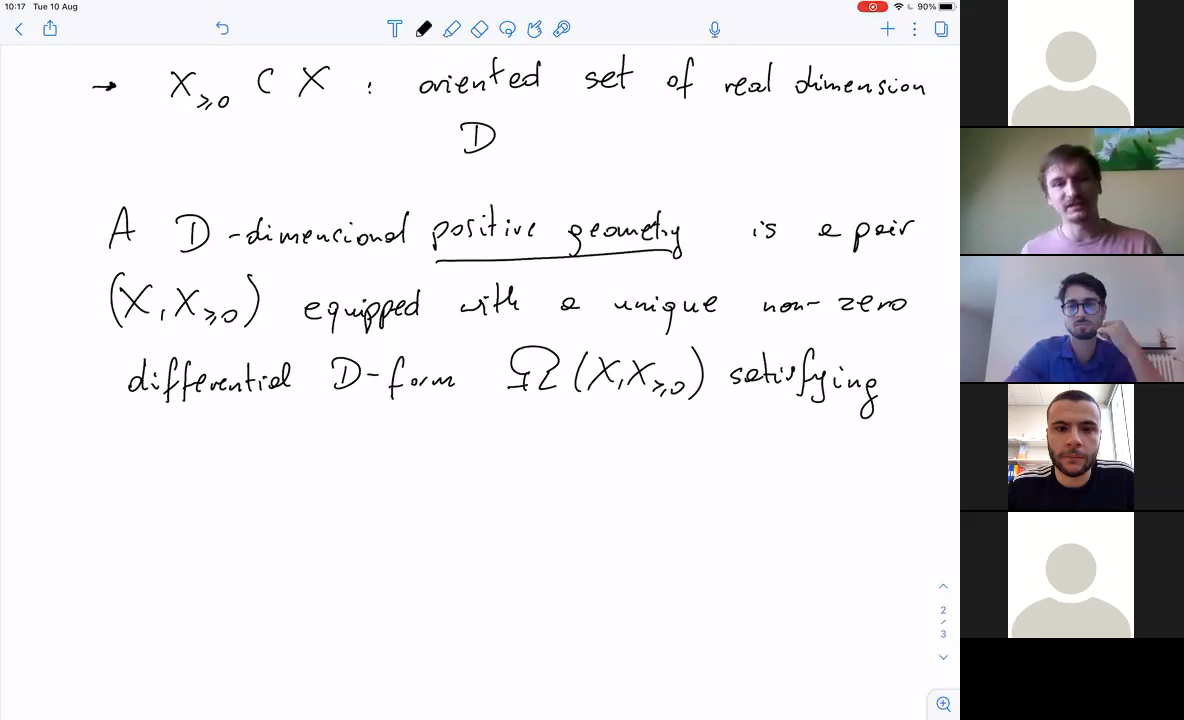 10:17 Tue 10 Aug
90%
→ X≥0 ⊂ X : oriented set of real dimension
D
A D-dimensional positive geometry is a pair
(X, X≥0) equipped with a unique non-zero
differential D-form Ω(X, X≥0) satisfying
2
/
3